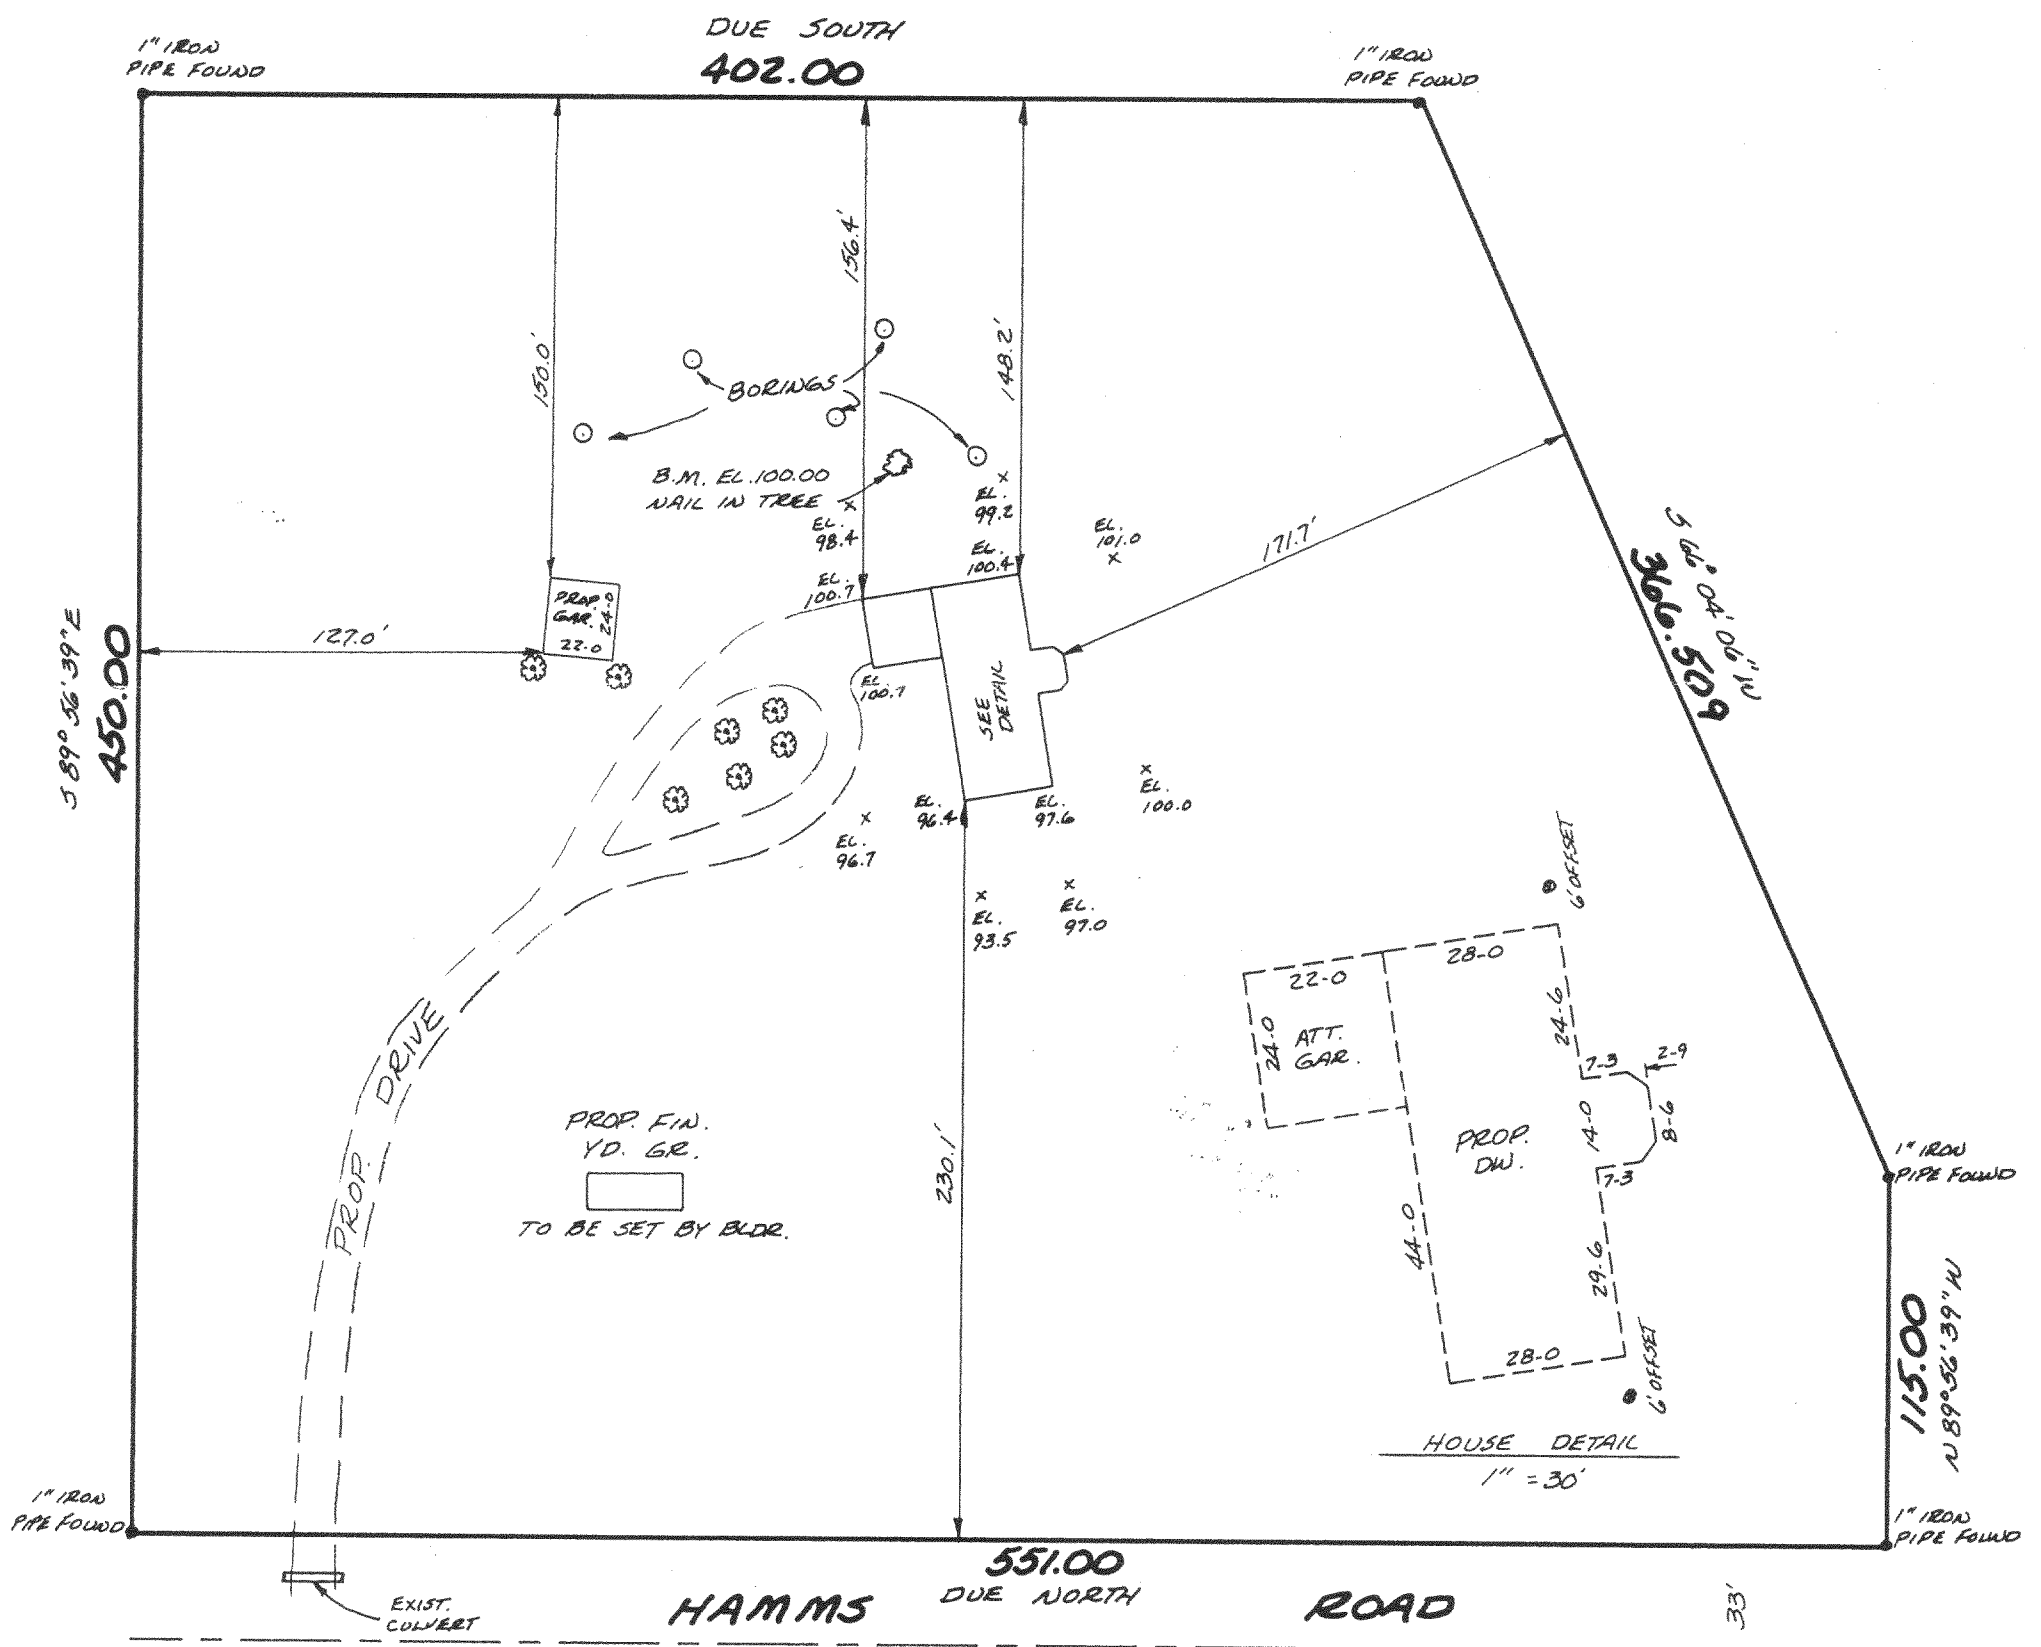 DUE SOUTH
402.00
1" IRON
PIPE FOUND
1" IRON
PIPE FOUND
156.4'
150.0'
148.2'
BORINGS
B.M. EL. 100.00
NAIL IN TREE
EL.
98.4
EL.
99.2
EL.
100.4
EL.
101.0
EL.
100.7
171.7'
S 66° 04' 06" W
366.509
PROP.
GAR.
24-0
22-0
127.0'
S 89° 56' 39" E
450.00
EL.
100.7
SEE
DETAIL
EL.
96.4
EL.
97.6
EL.
100.0
EL.
96.7
EL.
93.5
EL.
97.0
6' OFFSET
22-0
28-0
24-0
ATT.
GAR.
24-6
7-3
2-9
14-0
8-6
PROP.
DW.
7-3
44-0
29-6
28-0
6' OFFSET
HOUSE DETAIL
1" = 30'
PROP. DRIVE
PROP. FIN.
YD. GR.
TO BE SET BY BLDR.
230.1'
1" IRON
PIPE FOUND
115.00
N 89° 56' 39" W
1" IRON
PIPE FOUND
1" IRON
PIPE FOUND
551.00
DUE NORTH
HAMMS ROAD
EXIST.
CULVERT
33'